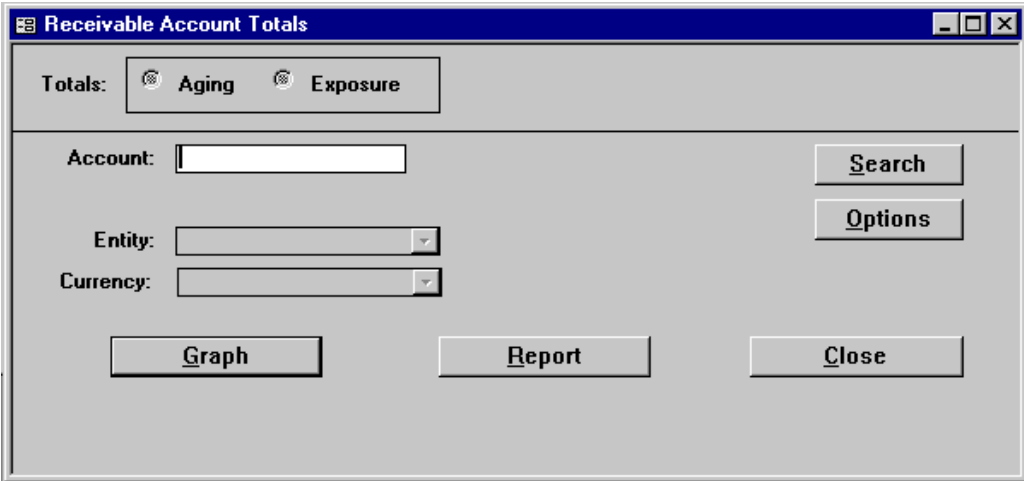 Receivable Account Totals
Totals: Aging Exposure
Account: Search
Options
Entity:
Currency:
Graph Report Close